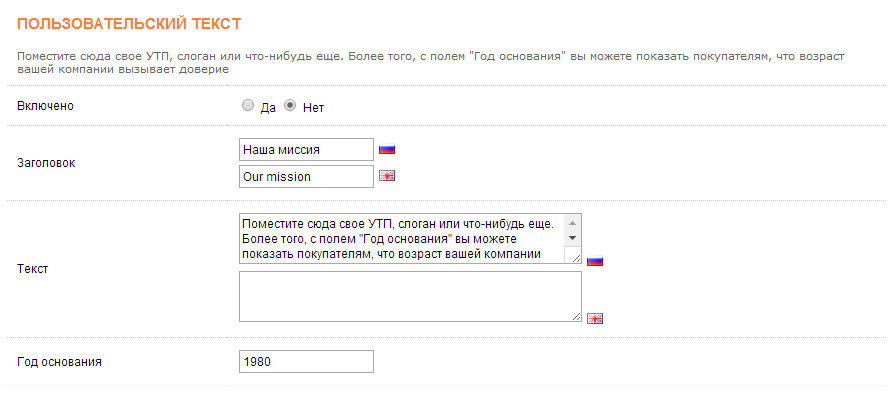 ПОЛЬЗОВАТЕЛЬСКИЙ ТЕКСТ
Поместите сюда свое УТП, слоган или что-нибудь еще. Более того, с полем "Год основания" вы можете показать покупателям, что возраст
вашей компании вызывает доверие
Включено Да Нет
Заголовок
Наша миссия
Our mission
Текст
Поместите сюда свое УТП, слоган или что-нибудь еще.
Более того, с полем "Год основания" вы можете
показать покупателям, что возраст вашей компании
Год основания 1980